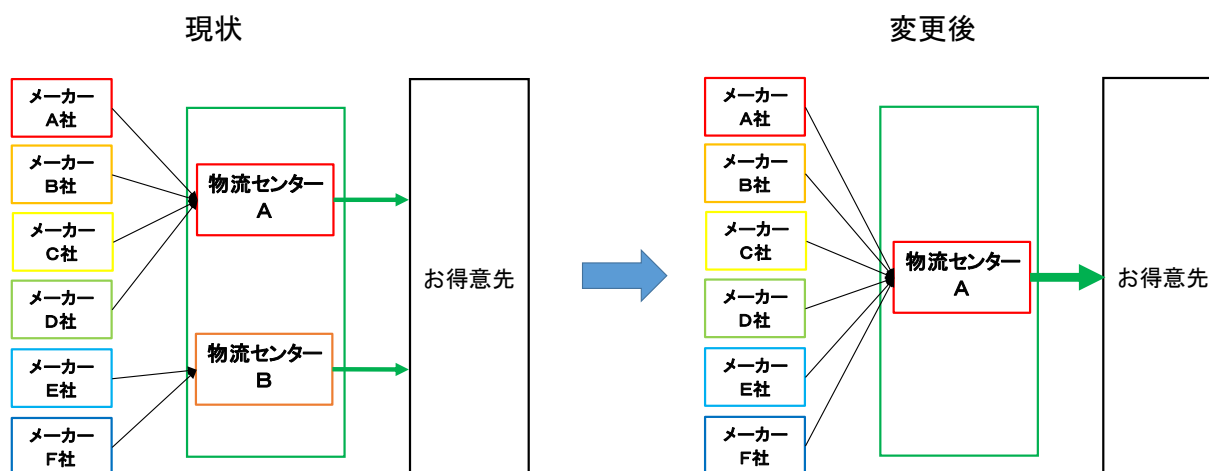 現状
メーカー
A社
メーカー
B社
メーカー
C社
メーカー
D社
メーカー
E社
メーカー
F社
物流センター
A
物流センター
B
お得意先
変更後
メーカー
A社
メーカー
B社
メーカー
C社
メーカー
D社
メーカー
E社
メーカー
F社
物流センター
A
お得意先